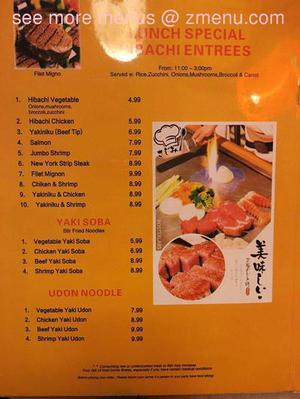 see more menus @ zmenu.com
LUNCH SPECIAL
HIBACHI ENTREES
Filet Migno
From: 11:00 - 3:00pm
Served w. Rice,Zucchini, Onions,Mushrooms,Broccoli & Carrot
1. Hibachi Vegetable 4.99
Onions,mushrooms,
broccoli,zucchini
2. Hibachi Chicken 5.99
3. Yakiniku (Beef Tip) 6.99
4. Salmon 7.99
5. Jumbo Shrimp 7.99
6. New York Strip Steak 8.99
7. Filet Mignon 9.99
8. Chiken & Shrimp 8.99
9. Yakiniku & Chicken 8.99
10. Yakiniku & Shrimp 8.99
YAKI SOBA
Stir Fried Noodles
1. Vegetable Yaki Soba 5.99
2. Chicken Yaki Soba 6.99
3. Beef Yaki Soba 8.99
4. Shrimp Yaki Soba 8.99
美味しい
UDON NOODLE
1. Vegetable Yaki Udon 7.99
2. Chicken Yaki Udon 8.99
3. Beef Yaki Udon 9.99
4. Shrimp Yaki Udon 9.99